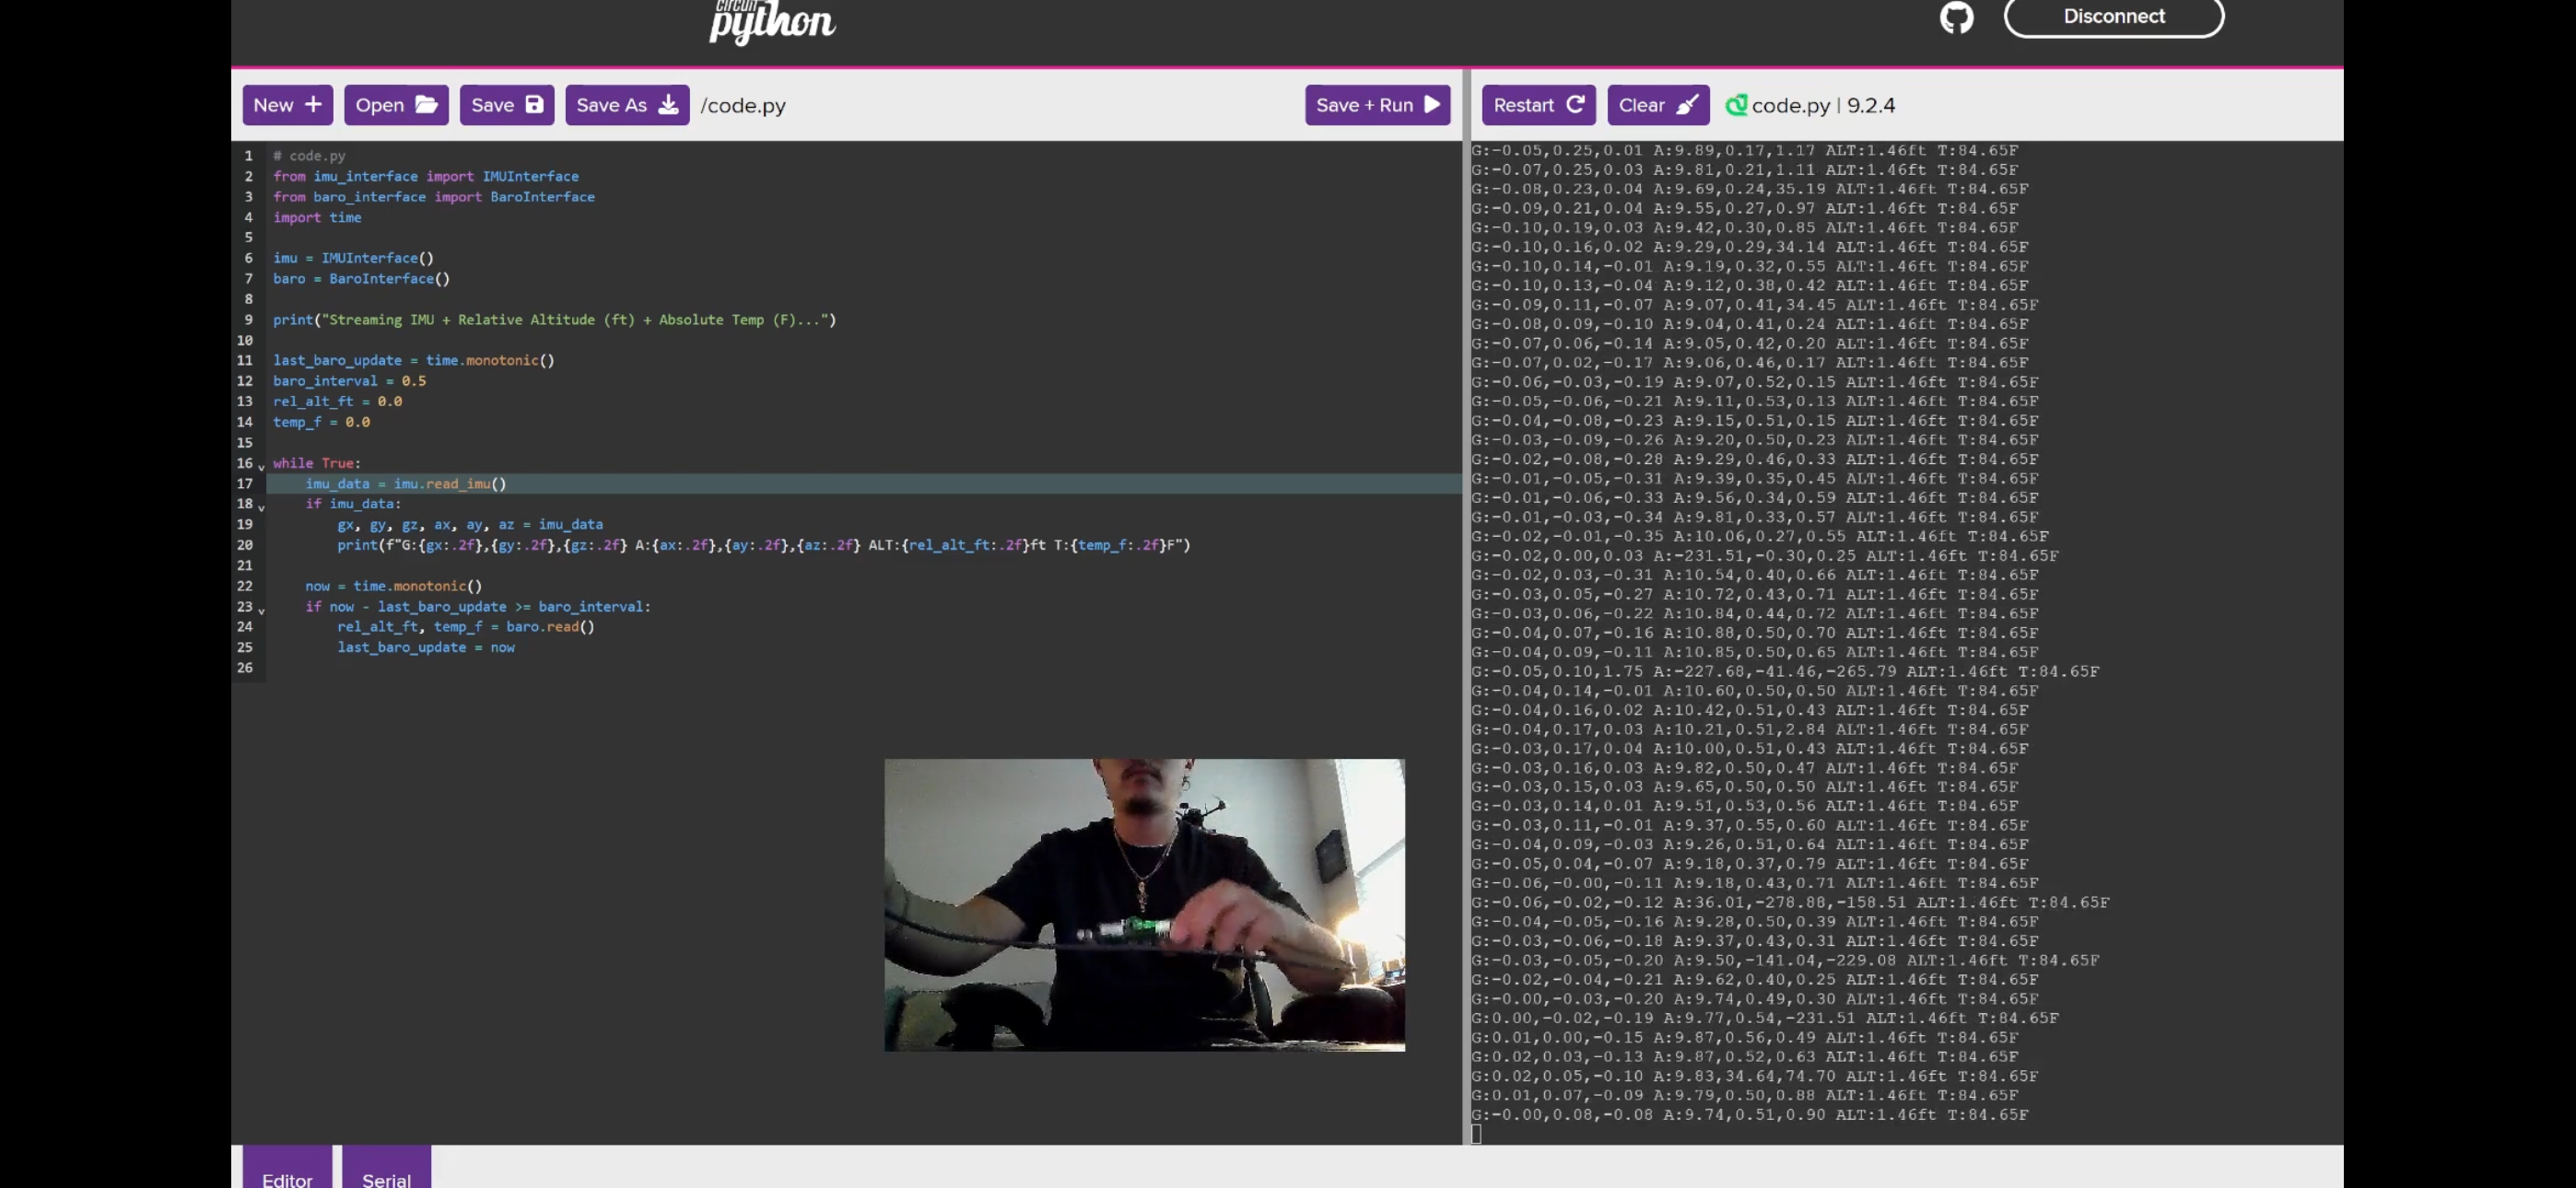 circuit
python
Disconnect
New +
Open
Save
Save As
/code.py
Save + Run
Restart
Clear
code.py | 9.2.4
1 # code.py
2 from imu_interface import IMUInterface
3 from baro_interface import BaroInterface
4 import time
5
6 imu = IMUInterface()
7 baro = BaroInterface()
8
9 print("Streaming IMU + Relative Altitude (ft) + Absolute Temp (F)...")
10
11 last_baro_update = time.monotonic()
12 baro_interval = 0.5
13 rel_alt_ft = 0.0
14 temp_f = 0.0
15
16 while True:
17 imu_data = imu.read_imu()
18 if imu_data:
19 gx, gy, gz, ax, ay, az = imu_data
20 print(f"G:{gx:.2f},{gy:.2f},{gz:.2f} A:{ax:.2f},{ay:.2f},{az:.2f} ALT:{rel_alt_ft:.2f}ft T:{temp_f:.2f}F")
21
22 now = time.monotonic()
23 if now - last_baro_update >= baro_interval:
24 rel_alt_ft, temp_f = baro.read()
25 last_baro_update = now
26
G:-0.05,0.25,0.01 A:9.89,0.17,1.17 ALT:1.46ft T:84.65F
G:-0.07,0.25,0.03 A:9.81,0.21,1.11 ALT:1.46ft T:84.65F
G:-0.08,0.23,0.04 A:9.69,0.24,35.19 ALT:1.46ft T:84.65F
G:-0.09,0.21,0.04 A:9.55,0.27,0.97 ALT:1.46ft T:84.65F
G:-0.10,0.19,0.03 A:9.42,0.30,0.85 ALT:1.46ft T:84.65F
G:-0.10,0.16,0.02 A:9.29,0.29,34.14 ALT:1.46ft T:84.65F
G:-0.10,0.14,-0.01 A:9.19,0.32,0.55 ALT:1.46ft T:84.65F
G:-0.10,0.13,-0.04 A:9.12,0.38,0.42 ALT:1.46ft T:84.65F
G:-0.09,0.11,-0.07 A:9.07,0.41,34.45 ALT:1.46ft T:84.65F
G:-0.08,0.09,-0.10 A:9.04,0.41,0.24 ALT:1.46ft T:84.65F
G:-0.07,0.06,-0.14 A:9.05,0.42,0.20 ALT:1.46ft T:84.65F
G:-0.07,0.02,-0.17 A:9.06,0.46,0.17 ALT:1.46ft T:84.65F
G:-0.06,-0.03,-0.19 A:9.07,0.52,0.15 ALT:1.46ft T:84.65F
G:-0.05,-0.06,-0.21 A:9.11,0.53,0.13 ALT:1.46ft T:84.65F
G:-0.04,-0.08,-0.23 A:9.15,0.51,0.15 ALT:1.46ft T:84.65F
G:-0.03,-0.09,-0.26 A:9.20,0.50,0.23 ALT:1.46ft T:84.65F
G:-0.02,-0.08,-0.28 A:9.29,0.46,0.33 ALT:1.46ft T:84.65F
G:-0.01,-0.05,-0.31 A:9.39,0.35,0.45 ALT:1.46ft T:84.65F
G:-0.01,-0.06,-0.33 A:9.56,0.34,0.59 ALT:1.46ft T:84.65F
G:-0.01,-0.03,-0.34 A:9.81,0.33,0.57 ALT:1.46ft T:84.65F
G:-0.02,-0.01,-0.35 A:10.06,0.27,0.55 ALT:1.46ft T:84.65F
G:-0.02,0.00,0.03 A:-231.51,-0.30,0.25 ALT:1.46ft T:84.65F
G:-0.02,0.03,-0.31 A:10.54,0.40,0.66 ALT:1.46ft T:84.65F
G:-0.03,0.05,-0.27 A:10.72,0.43,0.71 ALT:1.46ft T:84.65F
G:-0.03,0.06,-0.22 A:10.84,0.44,0.72 ALT:1.46ft T:84.65F
G:-0.04,0.07,-0.16 A:10.88,0.50,0.70 ALT:1.46ft T:84.65F
G:-0.04,0.09,-0.11 A:10.85,0.50,0.65 ALT:1.46ft T:84.65F
G:-0.05,0.10,1.75 A:-227.68,-41.46,-265.79 ALT:1.46ft T:84.65F
G:-0.04,0.14,-0.01 A:10.60,0.50,0.50 ALT:1.46ft T:84.65F
G:-0.04,0.16,0.02 A:10.42,0.51,0.43 ALT:1.46ft T:84.65F
G:-0.04,0.17,0.03 A:10.21,0.51,2.84 ALT:1.46ft T:84.65F
G:-0.03,0.17,0.04 A:10.00,0.51,0.43 ALT:1.46ft T:84.65F
G:-0.03,0.16,0.03 A:9.82,0.50,0.47 ALT:1.46ft T:84.65F
G:-0.03,0.15,0.03 A:9.65,0.50,0.50 ALT:1.46ft T:84.65F
G:-0.03,0.14,0.01 A:9.51,0.53,0.56 ALT:1.46ft T:84.65F
G:-0.03,0.11,-0.01 A:9.37,0.55,0.60 ALT:1.46ft T:84.65F
G:-0.04,0.09,-0.03 A:9.26,0.51,0.64 ALT:1.46ft T:84.65F
G:-0.05,0.04,-0.07 A:9.18,0.37,0.79 ALT:1.46ft T:84.65F
G:-0.06,-0.00,-0.11 A:9.18,0.43,0.71 ALT:1.46ft T:84.65F
G:-0.06,-0.02,-0.12 A:36.01,-278.88,-158.51 ALT:1.46ft T:84.65F
G:-0.04,-0.05,-0.16 A:9.28,0.50,0.39 ALT:1.46ft T:84.65F
G:-0.03,-0.06,-0.18 A:9.37,0.43,0.31 ALT:1.46ft T:84.65F
G:-0.03,-0.05,-0.20 A:9.50,-141.04,-229.08 ALT:1.46ft T:84.65F
G:-0.02,-0.04,-0.21 A:9.62,0.40,0.25 ALT:1.46ft T:84.65F
G:-0.00,-0.03,-0.20 A:9.74,0.49,0.30 ALT:1.46ft T:84.65F
G:0.00,-0.02,-0.19 A:9.77,0.54,-231.51 ALT:1.46ft T:84.65F
G:0.01,0.00,-0.15 A:9.87,0.56,0.49 ALT:1.46ft T:84.65F
G:0.02,0.03,-0.13 A:9.87,0.52,0.63 ALT:1.46ft T:84.65F
G:0.02,0.05,-0.10 A:9.83,34.64,74.70 ALT:1.46ft T:84.65F
G:0.01,0.07,-0.09 A:9.79,0.50,0.88 ALT:1.46ft T:84.65F
G:-0.00,0.08,-0.08 A:9.74,0.51,0.90 ALT:1.46ft T:84.65F
Editor
Serial